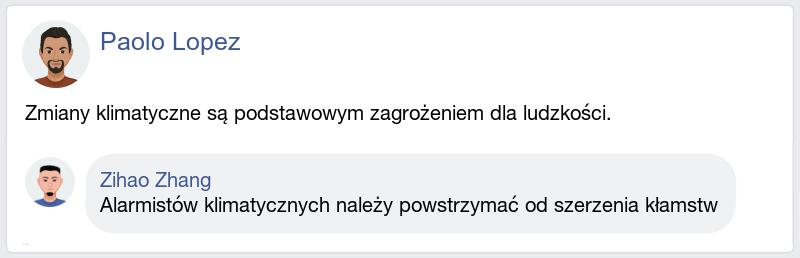 Paolo Lopez
Zmiany klimatyczne są podstawowym zagrożeniem dla ludzkości.
Zihao Zhang
Alarmistów klimatycznych należy powstrzymać od szerzenia kłamstw